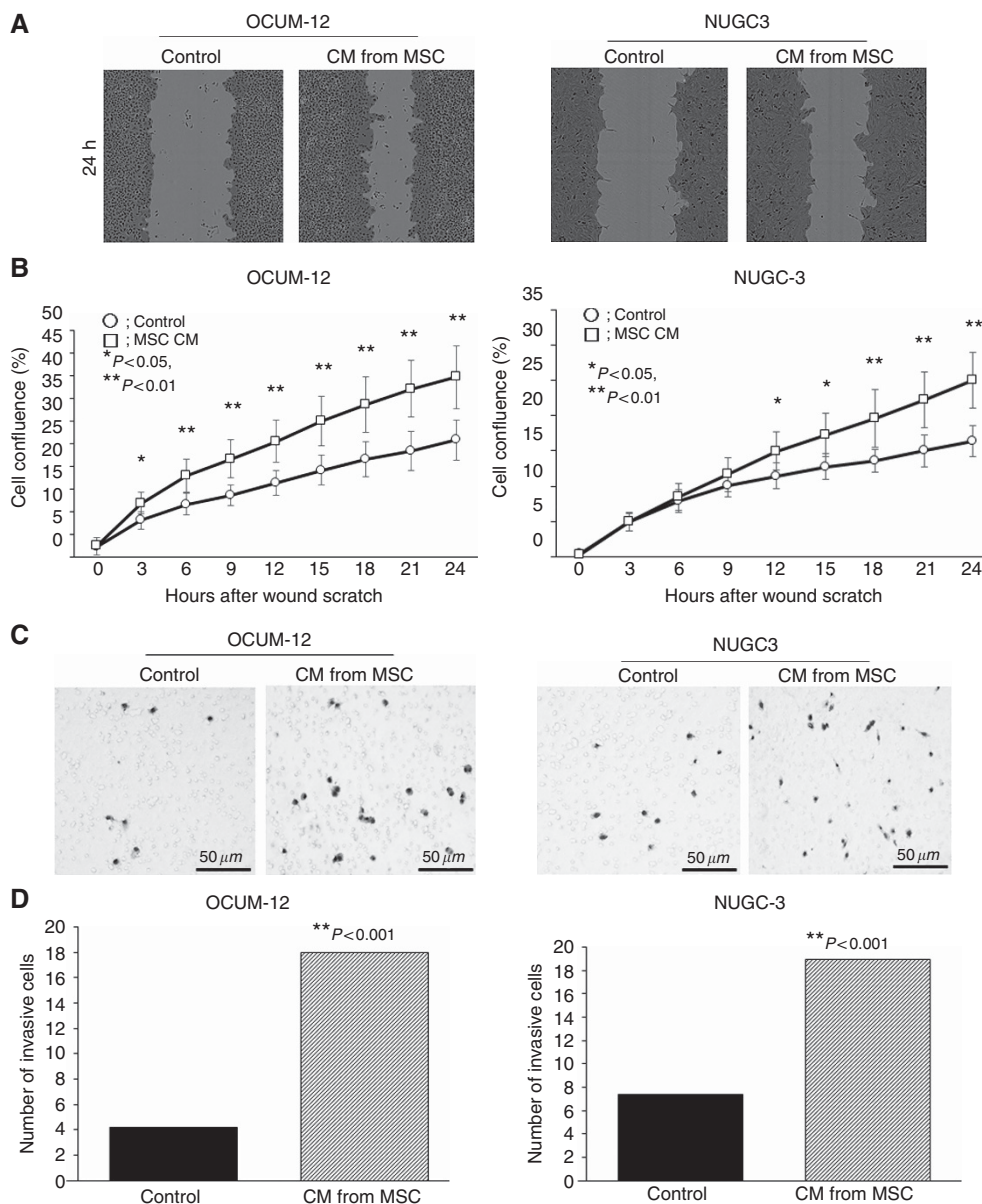 A
OCUM-12
Control
CM from MSC
NUGC3
Control
CM from MSC
24 h
B
OCUM-12
Cell confluence (%)
50
45
40
35
30
25
20
15
10
5
0
; Control
; MSC CM
*P<0.05,
**P<0.01
*
**
**
**
**
**
**
**
0 3 6 9 12 15 18 21 24
Hours after wound scratch
NUGC-3
Cell confluence (%)
35
30
25
20
15
10
5
0
; Control
; MSC CM
*P<0.05,
**P<0.01
*
*
**
**
**
0 3 6 9 12 15 18 21 24
Hours after wound scratch
C
OCUM-12
Control
CM from MSC
50 μm
50 μm
NUGC3
Control
CM from MSC
50 μm
50 μm
D
OCUM-12
Number of invasive cells
20
18
16
14
12
10
8
6
4
2
0
**P<0.001
Control
CM from MSC
NUGC-3
Number of invasive cells
20
18
16
14
12
10
8
6
4
2
0
**P<0.001
Control
CM from MSC